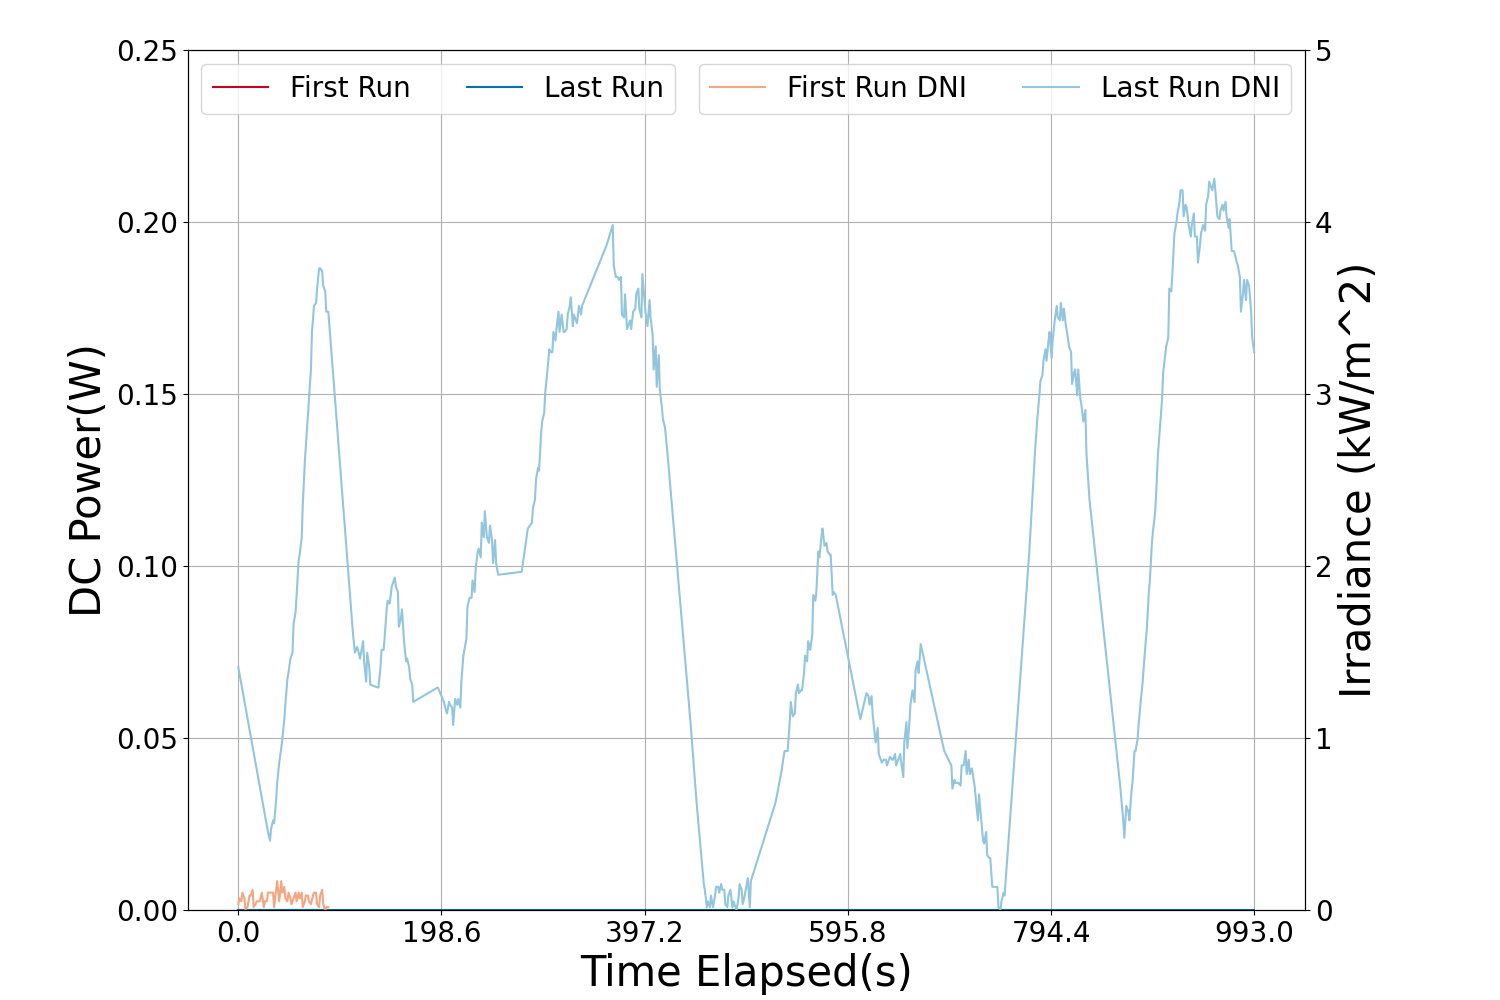 First Run
Last Run
First Run DNI
Last Run DNI
DC Power(W)
0.25
0.20
0.15
0.10
0.05
0.00
5
4
3
2
1
0
Irradiance (kW/m^2)
0.0
198.6
397.2
595.8
794.4
993.0
Time Elapsed(s)